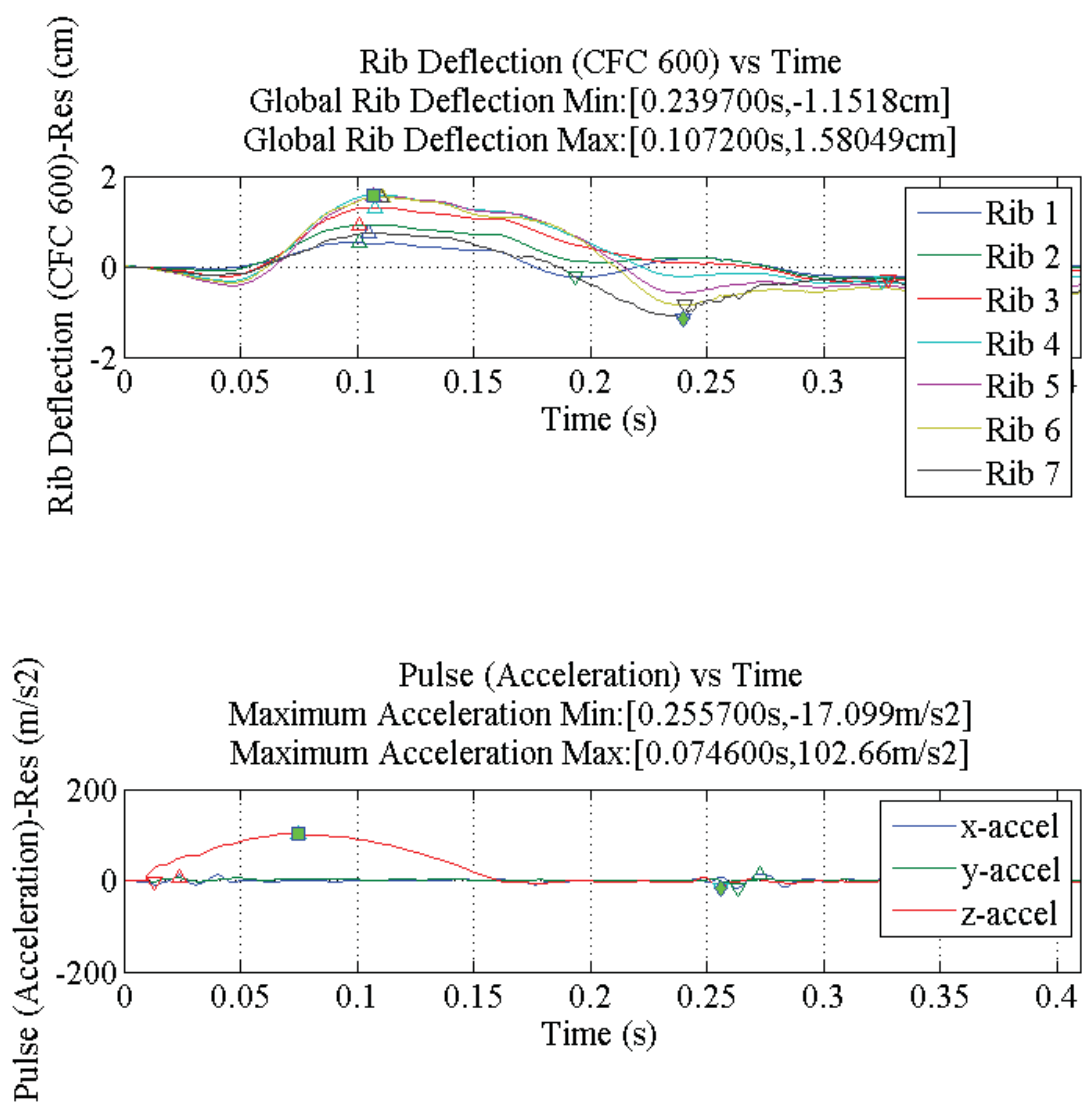 Rib Deflection (CFC 600) vs Time
Global Rib Deflection Min:[0.239700s,-1.1518cm]
Global Rib Deflection Max:[0.107200s,1.58049cm]
Rib Deflection (CFC 600)-Res (cm)
2
0
-2
0
0.05
0.1
0.15
0.2
0.25
0.3
Time (s)
Rib 1
Rib 2
Rib 3
Rib 4
Rib 5
Rib 6
Rib 7
Pulse (Acceleration) vs Time
Maximum Acceleration Min:[0.255700s,-17.099m/s2]
Maximum Acceleration Max:[0.074600s,102.66m/s2]
Pulse (Acceleration)-Res (m/s2)
200
0
-200
0
0.05
0.1
0.15
0.2
0.25
0.3
0.35
0.4
Time (s)
x-accel
y-accel
z-accel